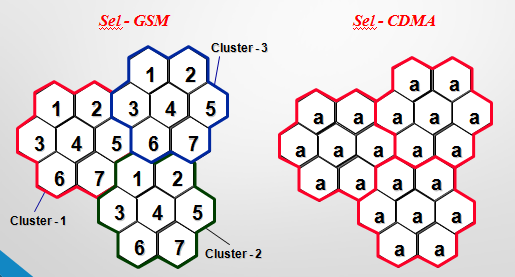 Sel - GSM
Cluster - 3
1 2
1 2 3 4 5
3 4 5 6 7
6 7 1 2
3 4 5
6 7
Cluster - 1
Cluster - 2
Sel - CDMA
a a
a a a a a
a a a a a
a a a a
a a a
a a